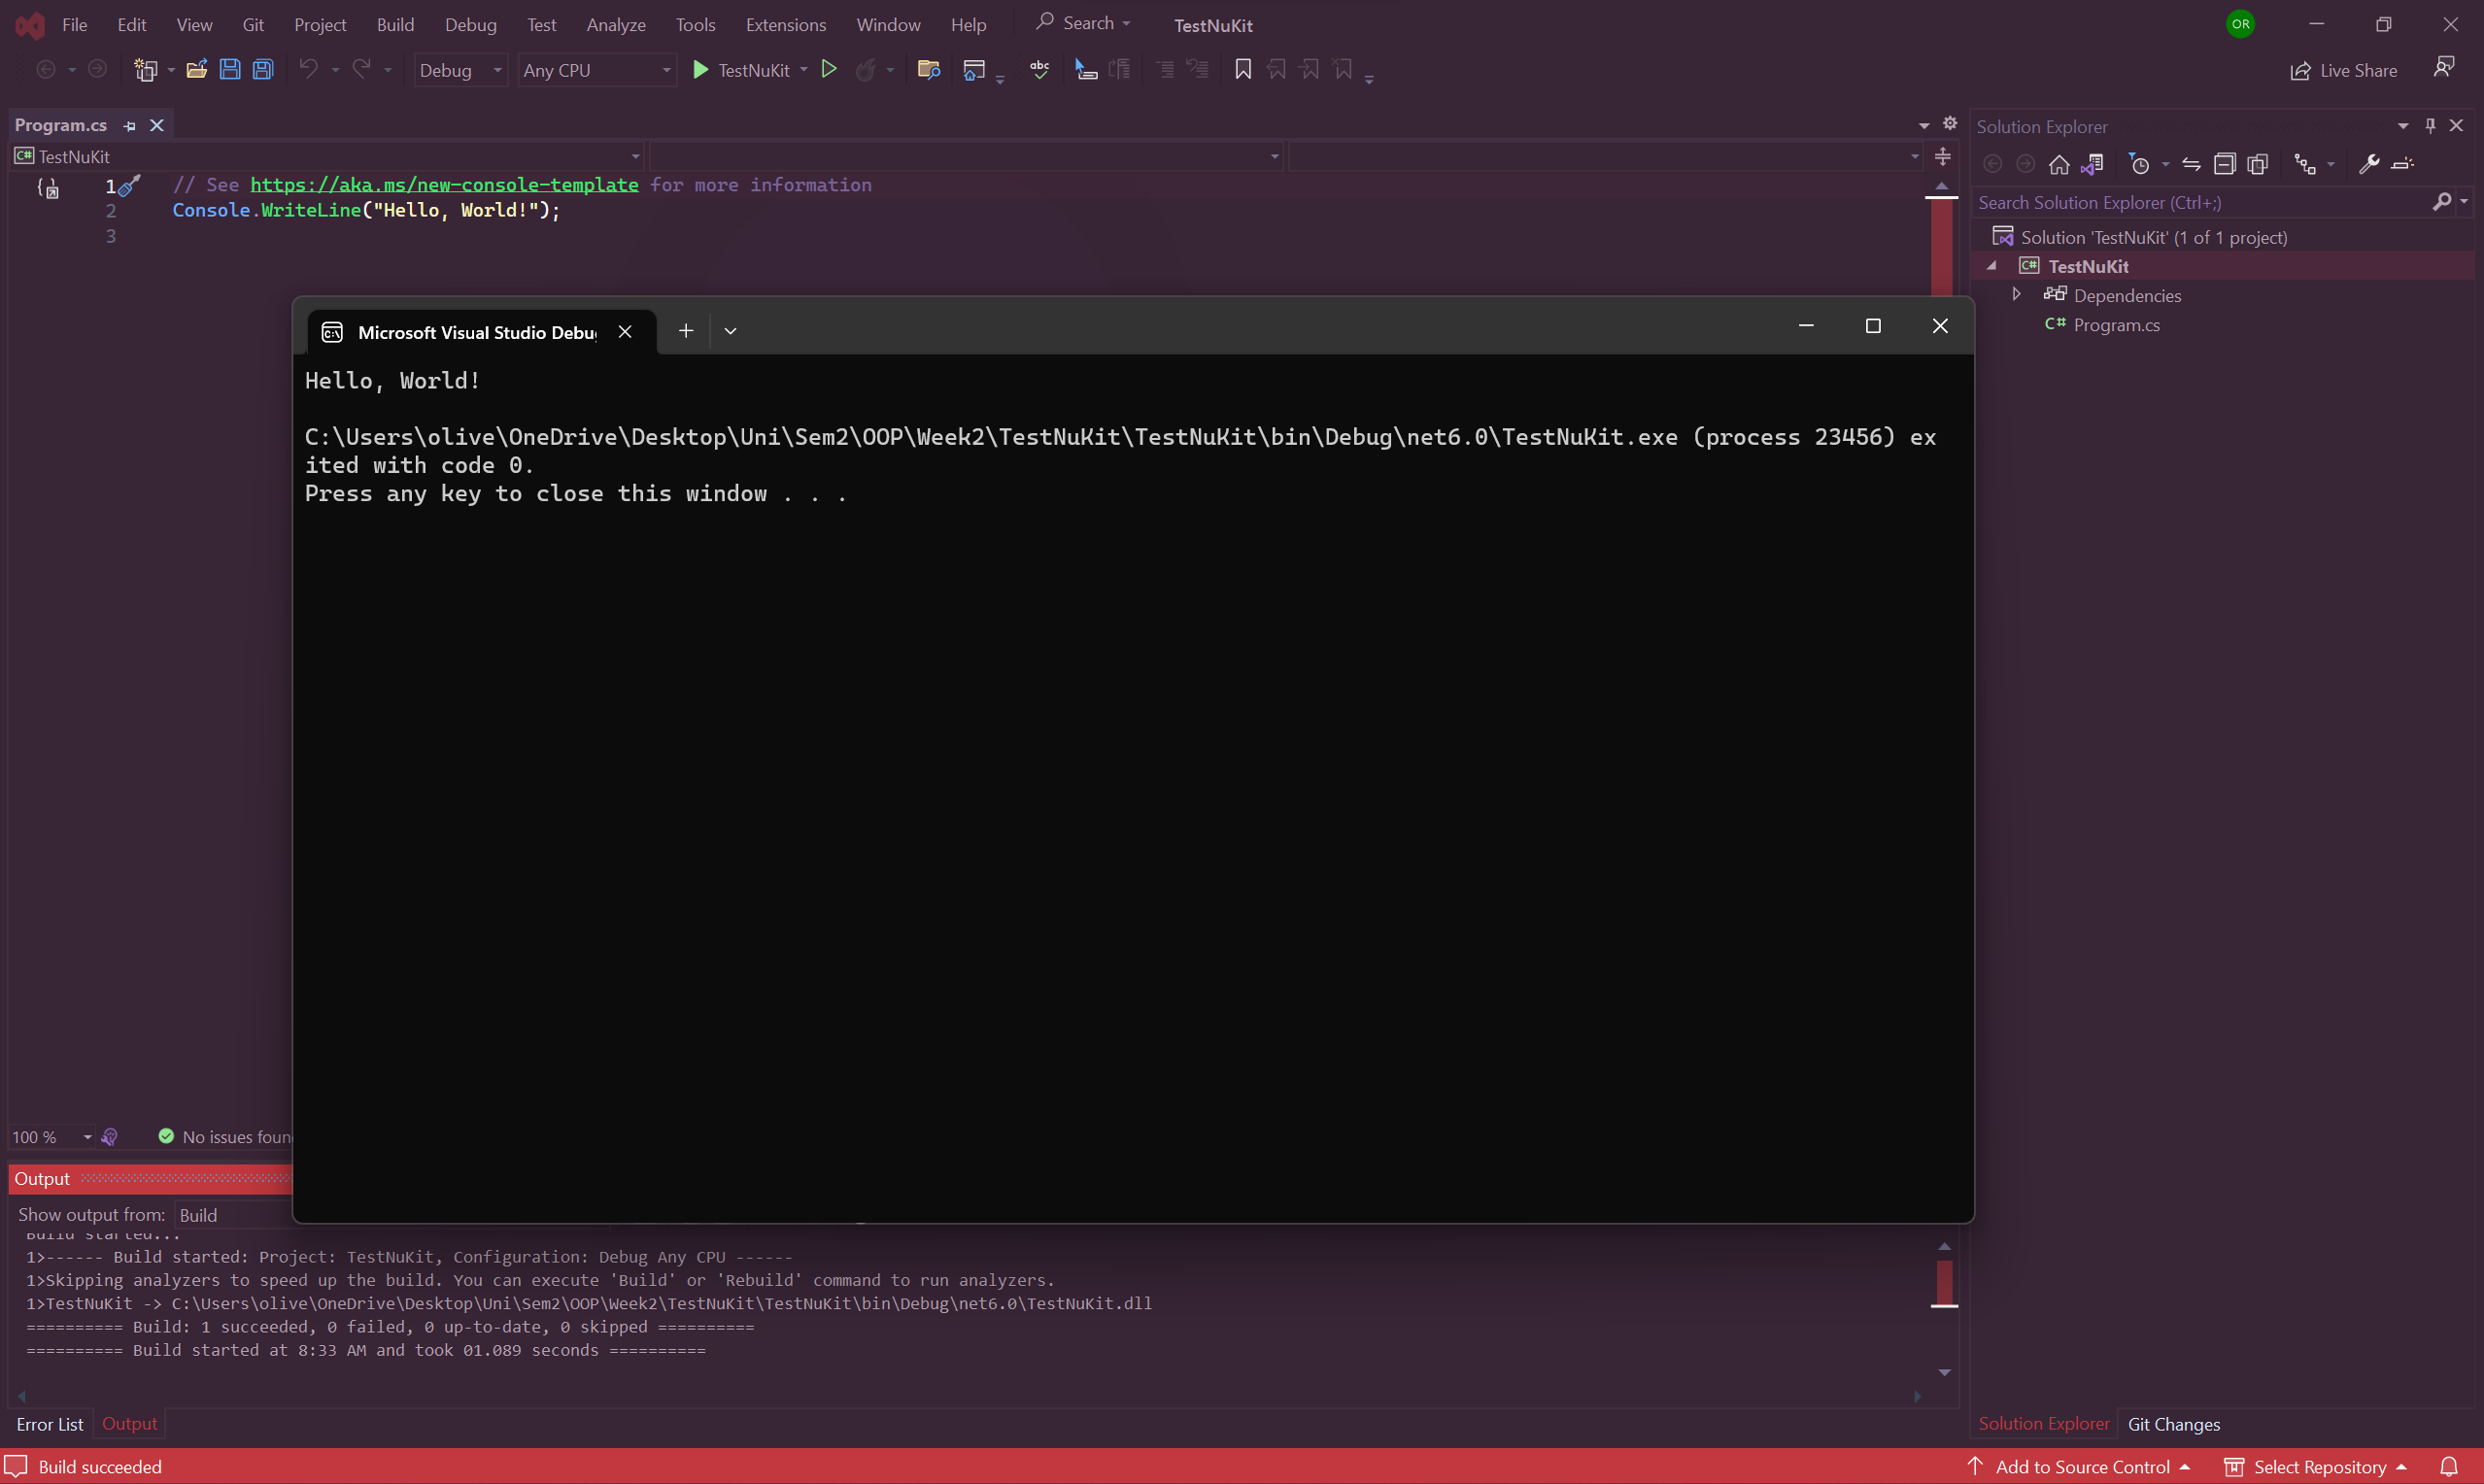 File Edit View Git Project Build Debug Test Analyze Tools Extensions Window Help Search TestNuKit OR
Debug Any CPU TestNuKit abc Live Share
Program.cs
TestNuKit
1 // See https://aka.ms/new-console-template for more information
2 Console.WriteLine("Hello, World!");
3
Microsoft Visual Studio Debu
Hello, World!
C:\Users\olive\OneDrive\Desktop\Uni\Sem2\OOP\Week2\TestNuKit\TestNuKit\bin\Debug\net6.0\TestNuKit.exe (process 23456) ex
ited with code 0.
Press any key to close this window . . .
Solution Explorer
Search Solution Explorer (Ctrl+;)
Solution 'TestNuKit' (1 of 1 project)
C# TestNuKit
Dependencies
C# Program.cs
100 % No issues foun
Output
Show output from: Build
Build started...
1>------ Build started: Project: TestNuKit, Configuration: Debug Any CPU ------
1>Skipping analyzers to speed up the build. You can execute 'Build' or 'Rebuild' command to run analyzers.
1>TestNuKit -> C:\Users\olive\OneDrive\Desktop\Uni\Sem2\OOP\Week2\TestNuKit\TestNuKit\bin\Debug\net6.0\TestNuKit.dll
========== Build: 1 succeeded, 0 failed, 0 up-to-date, 0 skipped ==========
========== Build started at 8:33 AM and took 01.089 seconds ==========
Error List Output
Solution Explorer Git Changes
Build succeeded
Add to Source Control Select Repository